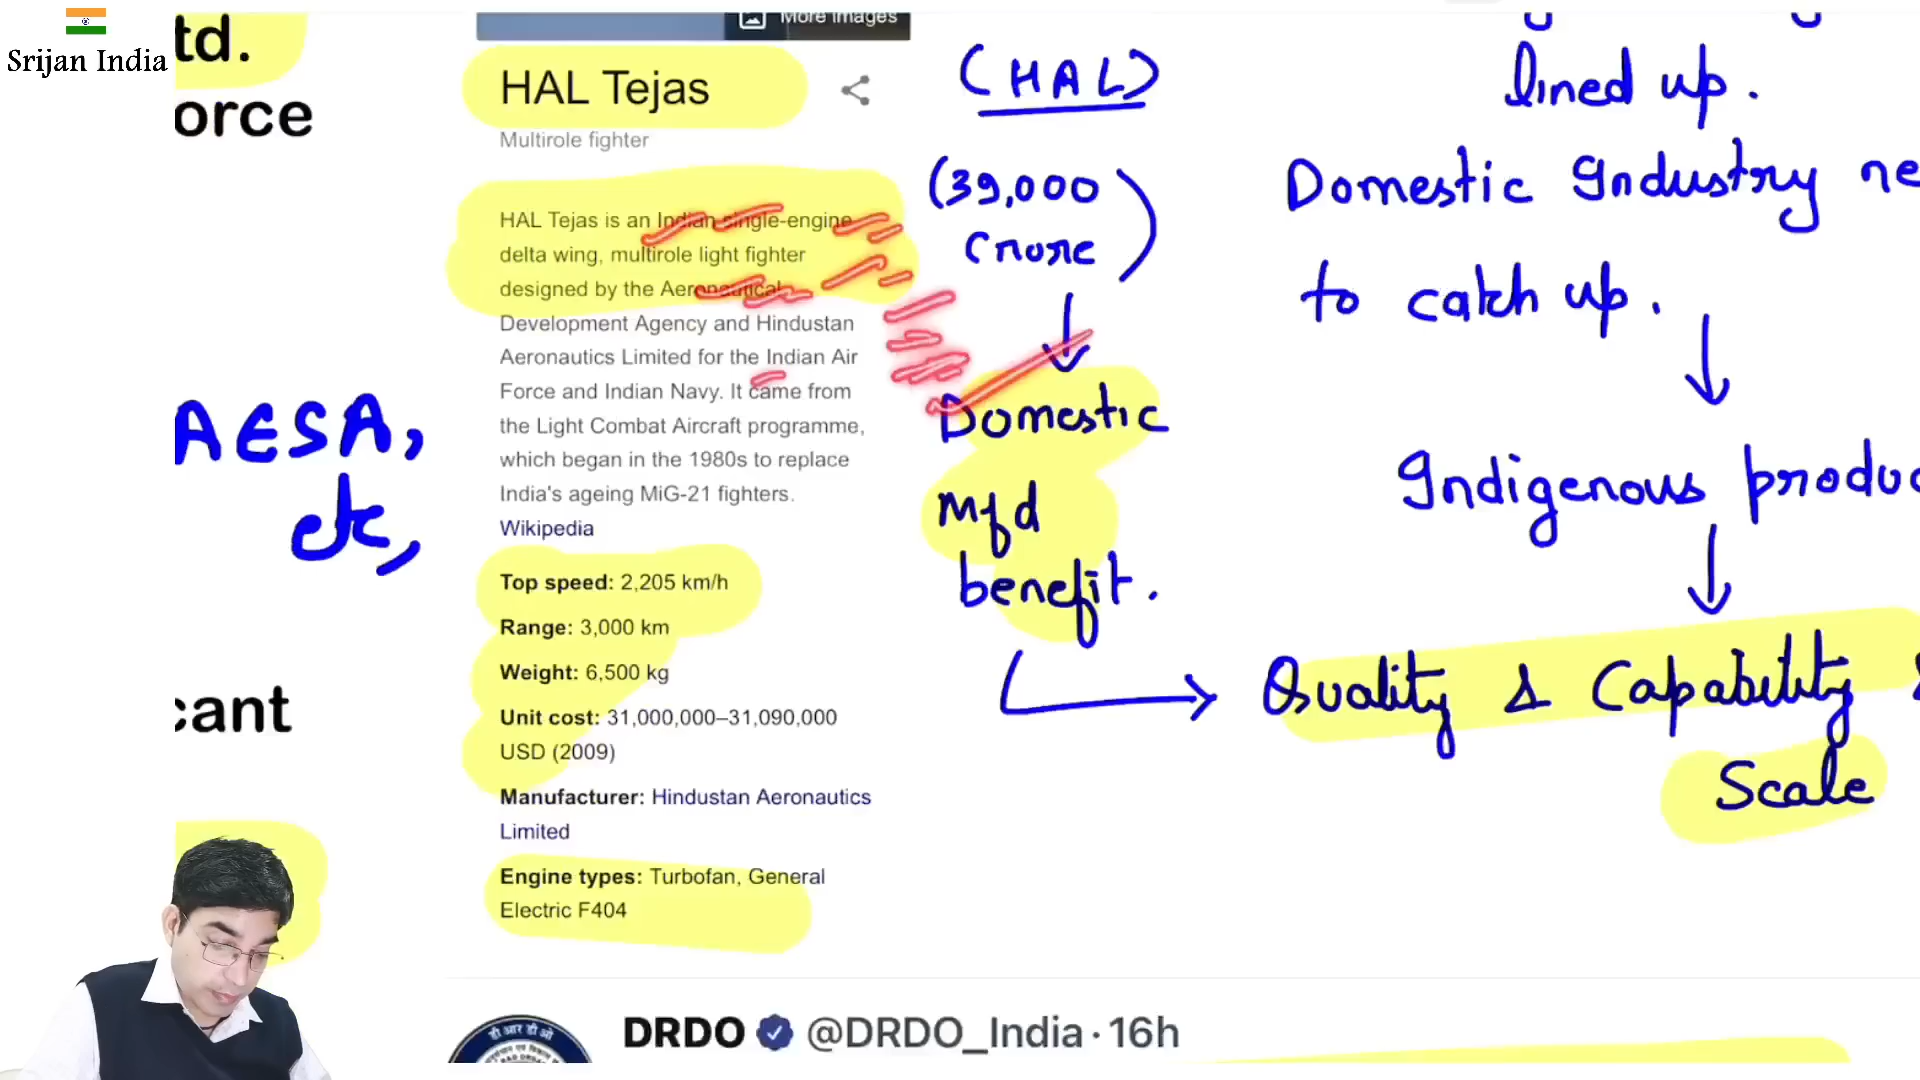 Srijan India
td.
orce
AESA,
etc,
cant
More images
HAL Tejas
Multirole fighter
HAL Tejas is an Indian single-engine
delta wing, multirole light fighter
designed by the Aeronautical
Development Agency and Hindustan
Aeronautics Limited for the Indian Air
Force and Indian Navy. It came from
the Light Combat Aircraft programme,
which began in the 1980s to replace
India's ageing MiG-21 fighters.
Wikipedia
Top speed: 2,205 km/h
Range: 3,000 km
Weight: 6,500 kg
Unit cost: 31,000,000–31,090,000
USD (2009)
Manufacturer: Hindustan Aeronautics
Limited
Engine types: Turbofan, General
Electric F404
(HAL)
(39,000
Crore)
Domestic
Mfd
benefit.
lined up.
Domestic Industry ne
to catch up.
Indigenous produc
Quality & Capability &
Scale
DRDO @DRDO_India · 16h
डी आर डी ओ